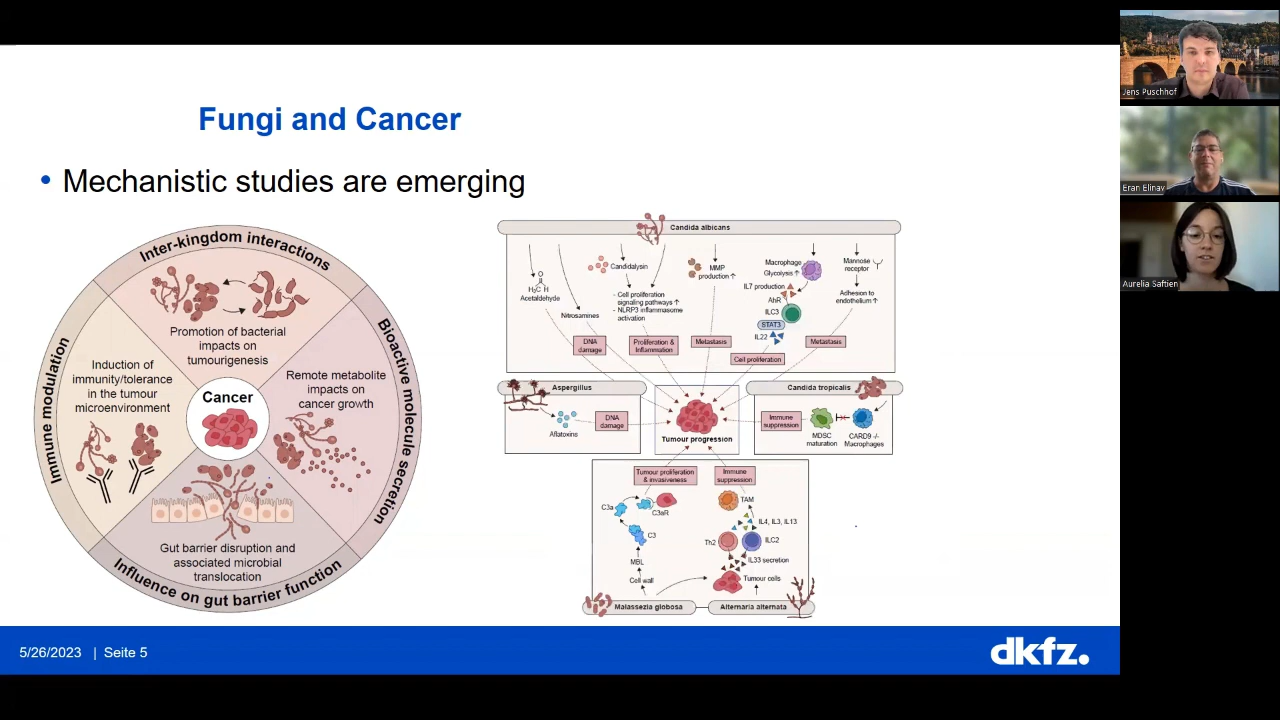 Fungi and Cancer
• Mechanistic studies are emerging
Inter-kingdom interactions
Promotion of bacterial
impacts on
tumourigenesis
Immune modulation
Induction of
immunity/tolerance
in the tumour
microenvironment
Cancer
Bioactive molecule secretion
Remote metabolite
impacts on
cancer growth
Gut barrier disruption and
associated microbial
translocation
Influence on gut barrier function
Candida albicans
O
H₃C H
Acetaldehyde
Nitrosamines
DNA
damage
Candidalysin
- Cell proliferation
signaling pathways ↑
- NLRP3 inflammasome
activation
Proliferation &
Inflammation
MMP
production ↑
Metastasis
Macrophage
Glycolysis ↑
IL7 production
AhR
ILC3
STAT3
IL22
Cell proliferation
Mannose
receptor
Adhesion to
endothelium ↑
Metastasis
Aspergillus
Aflatoxins
DNA
damage
Tumour progression
Candida tropicalis
Immune
suppression
MDSC
maturation
CARD9 -/-
Macrophages
Tumour proliferation
& invasiveness
C3a
C3aR
C3
MBL
Cell wall
Immune
suppression
TAM
IL4, IL3, IL13
Th2
ILC2
IL33 secretion
Tumour cells
Malassezia globosa
Alternaria alternata
5/26/2023 | Seite 5
dkfz.
Jens Puschhof
Eran Elinav
Aurelia Saftien